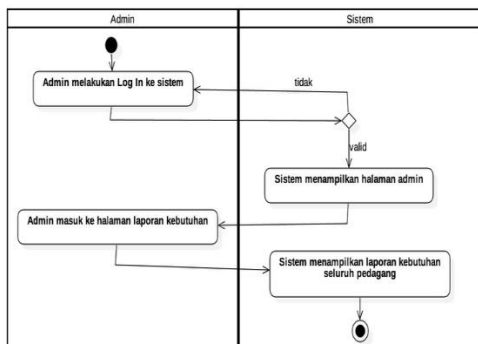 Admin
Sistem
Admin melakukan Log In ke sistem
tidak
valid
Sistem menampilkan halaman admin
Admin masuk ke halaman laporan kebutuhan
Sistem menampilkan laporan kebutuhan
seluruh pedagang